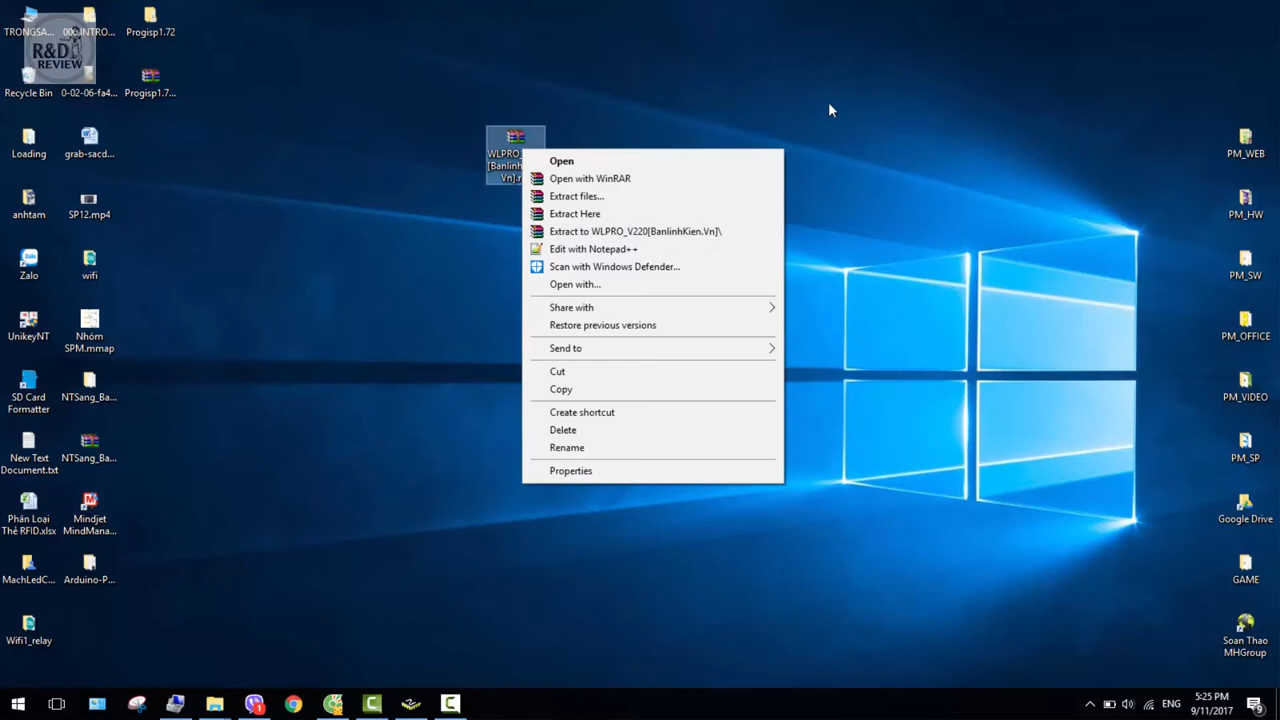 TRONGSA...
000.INTRO...
Progisp1.72
R&D
REVIEW
Recycle Bin
0-02-06-fa4...
Progisp1.7...
Loading
grab-sacd...
anhtam
SP12.mp4
Zalo
wifi
UnikeyNT
Nhóm
SPM.mmap
SD Card
Formatter
NTSang_Ba...
New Text
Document.txt
NTSang_Ba...
Phân Loại
Thẻ RFID.xlsx
Mindjet
MindMana...
MachLedC...
Arduino-P...
Wifi1_relay
WLPRO_
[Banlinh
Vn].r
Open
Open with WinRAR
Extract files...
Extract Here
Extract to WLPRO_V220[BanlinhKien.Vn]\
Edit with Notepad++
Scan with Windows Defender...
Open with...
Share with
Restore previous versions
Send to
Cut
Copy
Create shortcut
Delete
Rename
Properties
PM_WEB
PM_HW
PM_SW
PM_OFFICE
PM_VIDEO
PM_SP
Google Drive
GAME
Soan Thao
MHGroup
ENG
5:25 PM
9/11/2017